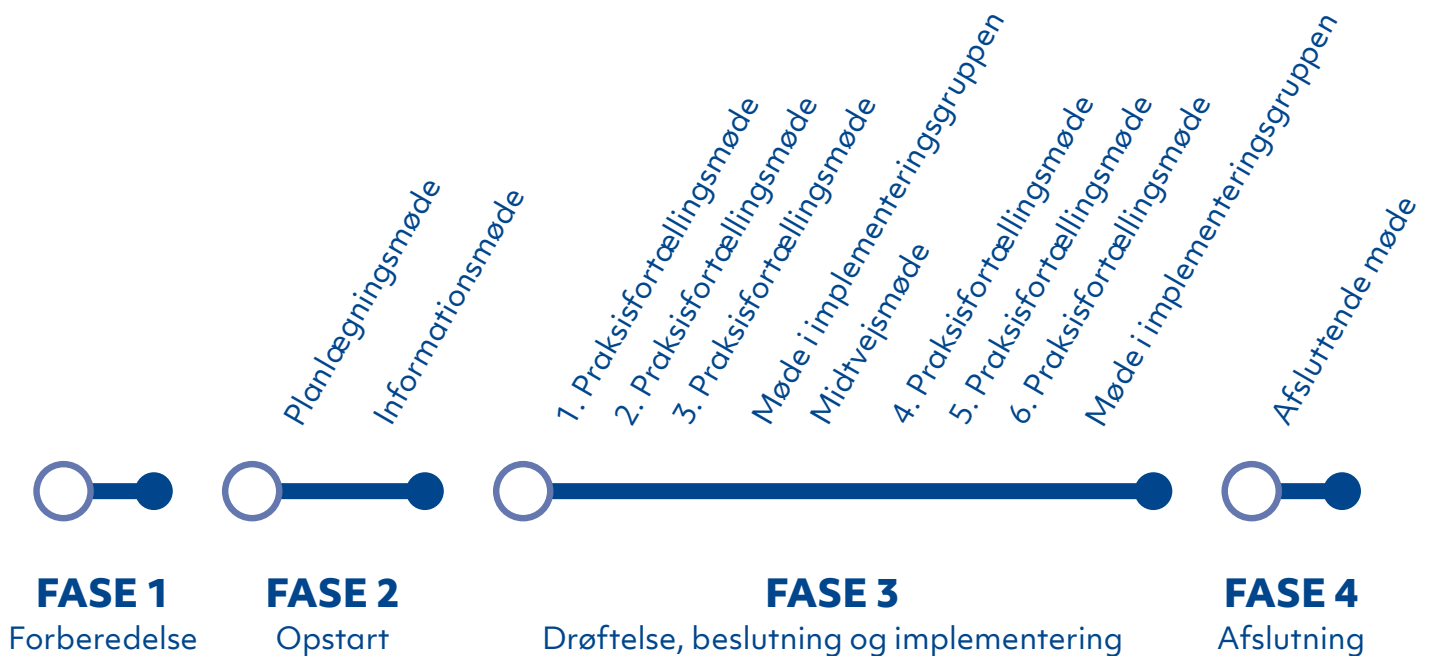 Planlægningsmøde
Informationsmøde
1. Praksisfortællingsmøde
2. Praksisfortællingsmøde
3. Praksisfortællingsmøde
Møde i implementeringsgruppen
Midtvejsmøde
4. Praksisfortællingsmøde
5. Praksisfortællingsmøde
6. Praksisfortællingsmøde
Møde i implementeringsgruppen
Afsluttende møde
FASE 1
Forberedelse
FASE 2
Opstart
FASE 3
Drøftelse, beslutning og implementering
FASE 4
Afslutning